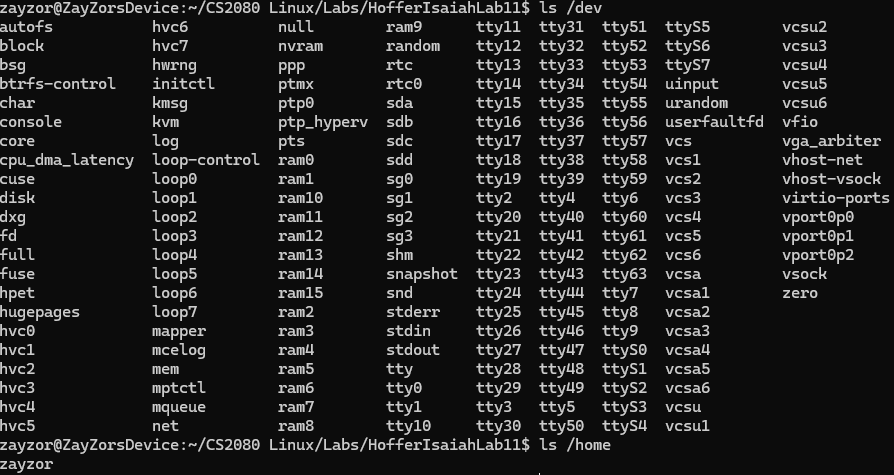 zayzor@ZayZorsDevice:~/CS2080 Linux/Labs/HofferIsaiahLab11$ ls /dev
autofs hvc6 null ram9 tty11 tty31 tty51 ttyS5 vcsu2
block hvc7 nvram random tty12 tty32 tty52 ttyS6 vcsu3
bsg hwrng ppp rtc tty13 tty33 tty53 ttyS7 vcsu4
btrfs-control initctl ptmx rtc0 tty14 tty34 tty54 uinput vcsu5
char kmsg ptp0 sda tty15 tty35 tty55 urandom vcsu6
console kvm ptp_hyperv sdb tty16 tty36 tty56 userfaultfd vfio
core log pts sdc tty17 tty37 tty57 vcs vga_arbiter
cpu_dma_latency loop-control ram0 sdd tty18 tty38 tty58 vcs1 vhost-net
cuse loop0 ram1 sg0 tty19 tty39 tty59 vcs2 vhost-vsock
disk loop1 ram10 sg1 tty2 tty4 tty6 vcs3 virtio-ports
dxg loop2 ram11 sg2 tty20 tty40 tty60 vcs4 vport0p0
fd loop3 ram12 sg3 tty21 tty41 tty61 vcs5 vport0p1
full loop4 ram13 shm tty22 tty42 tty62 vcs6 vport0p2
fuse loop5 ram14 snapshot tty23 tty43 tty63 vcsa vsock
hpet loop6 ram15 snd tty24 tty44 tty7 vcsa1 zero
hugepages loop7 ram2 stderr tty25 tty45 tty8 vcsa2
hvc0 mapper ram3 stdin tty26 tty46 tty9 vcsa3
hvc1 mcelog ram4 stdout tty27 tty47 ttyS0 vcsa4
hvc2 mem ram5 tty tty28 tty48 ttyS1 vcsa5
hvc3 mptctl ram6 tty0 tty29 tty49 ttyS2 vcsa6
hvc4 mqueue ram7 tty1 tty3 tty5 ttyS3 vcsu
hvc5 net ram8 tty10 tty30 tty50 ttyS4 vcsu1
zayzor@ZayZorsDevice:~/CS2080 Linux/Labs/HofferIsaiahLab11$ ls /home
zayzor